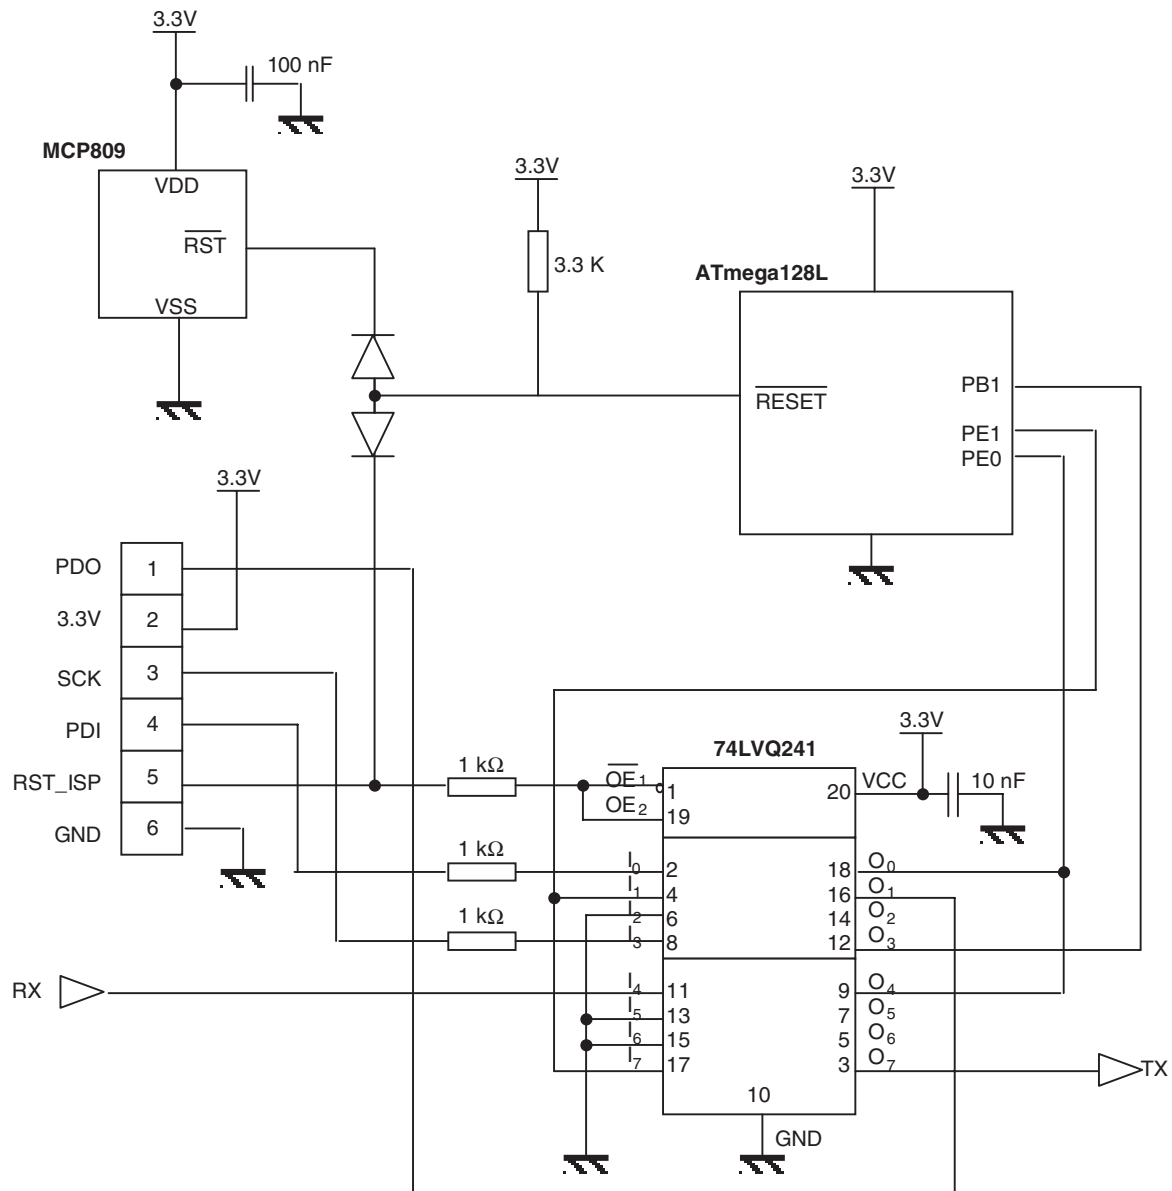 3.3V
100 nF
MCP809
VDD
RST
VSS
3.3V
3.3 K
3.3V
ATmega128L
RESET
PB1
PE1
PE0
3.3V
PDO 1
3.3V 2
SCK 3
PDI 4
RST_ISP 5
GND 6
74LVQ241
3.3V
1 kΩ
OE1 1
OE2 19
20 VCC
10 nF
1 kΩ
I0 2
18 O0
I1 4
16 O1
1 kΩ
I2 6
14 O2
I3 8
12 O3
RX
I4 11
9 O4
I5 13
7 O5
I6 15
5 O6
I7 17
3 O7
TX
10
GND